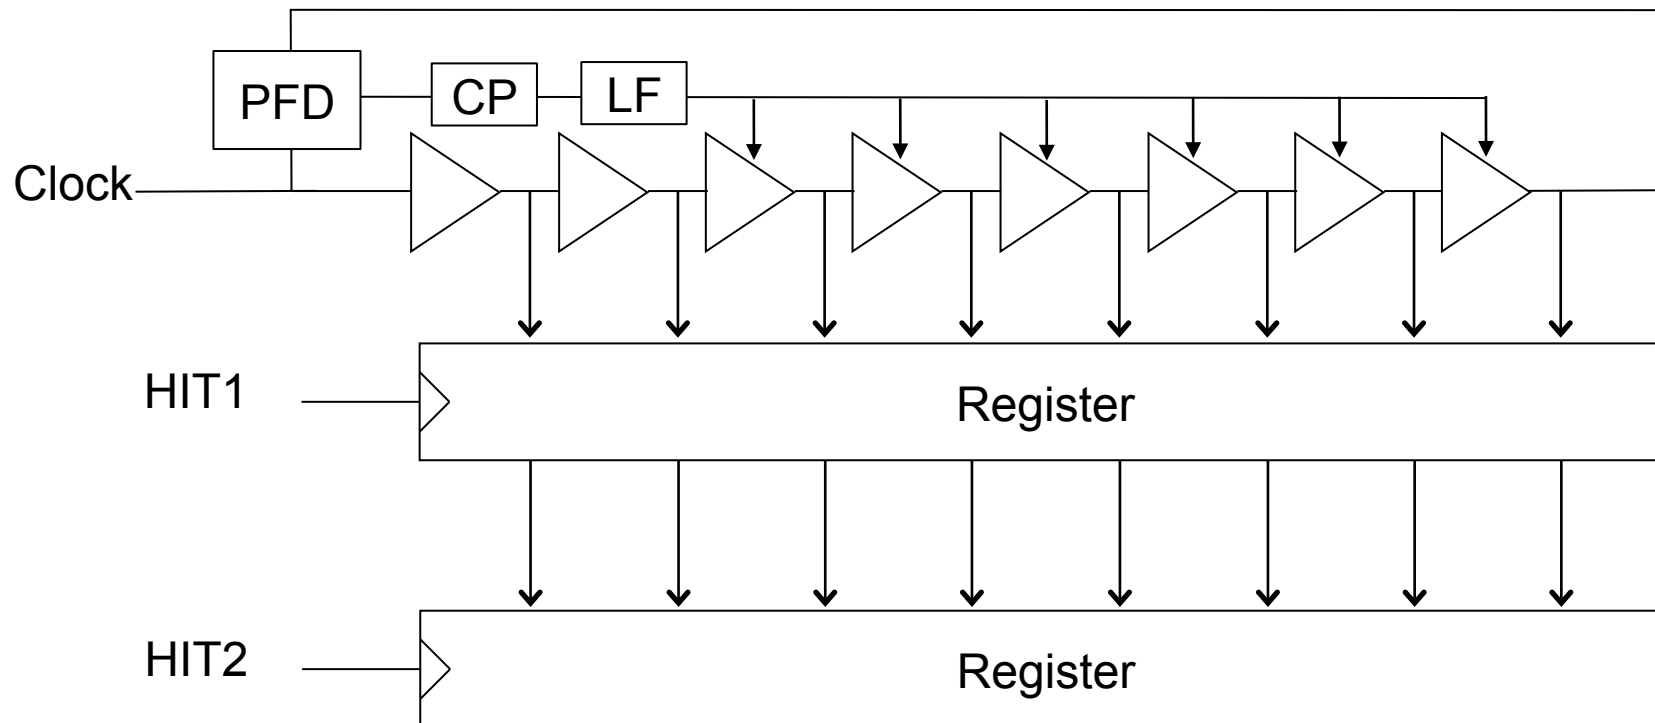 PFD
CP
LF
Clock
HIT1
Register
HIT2
Register